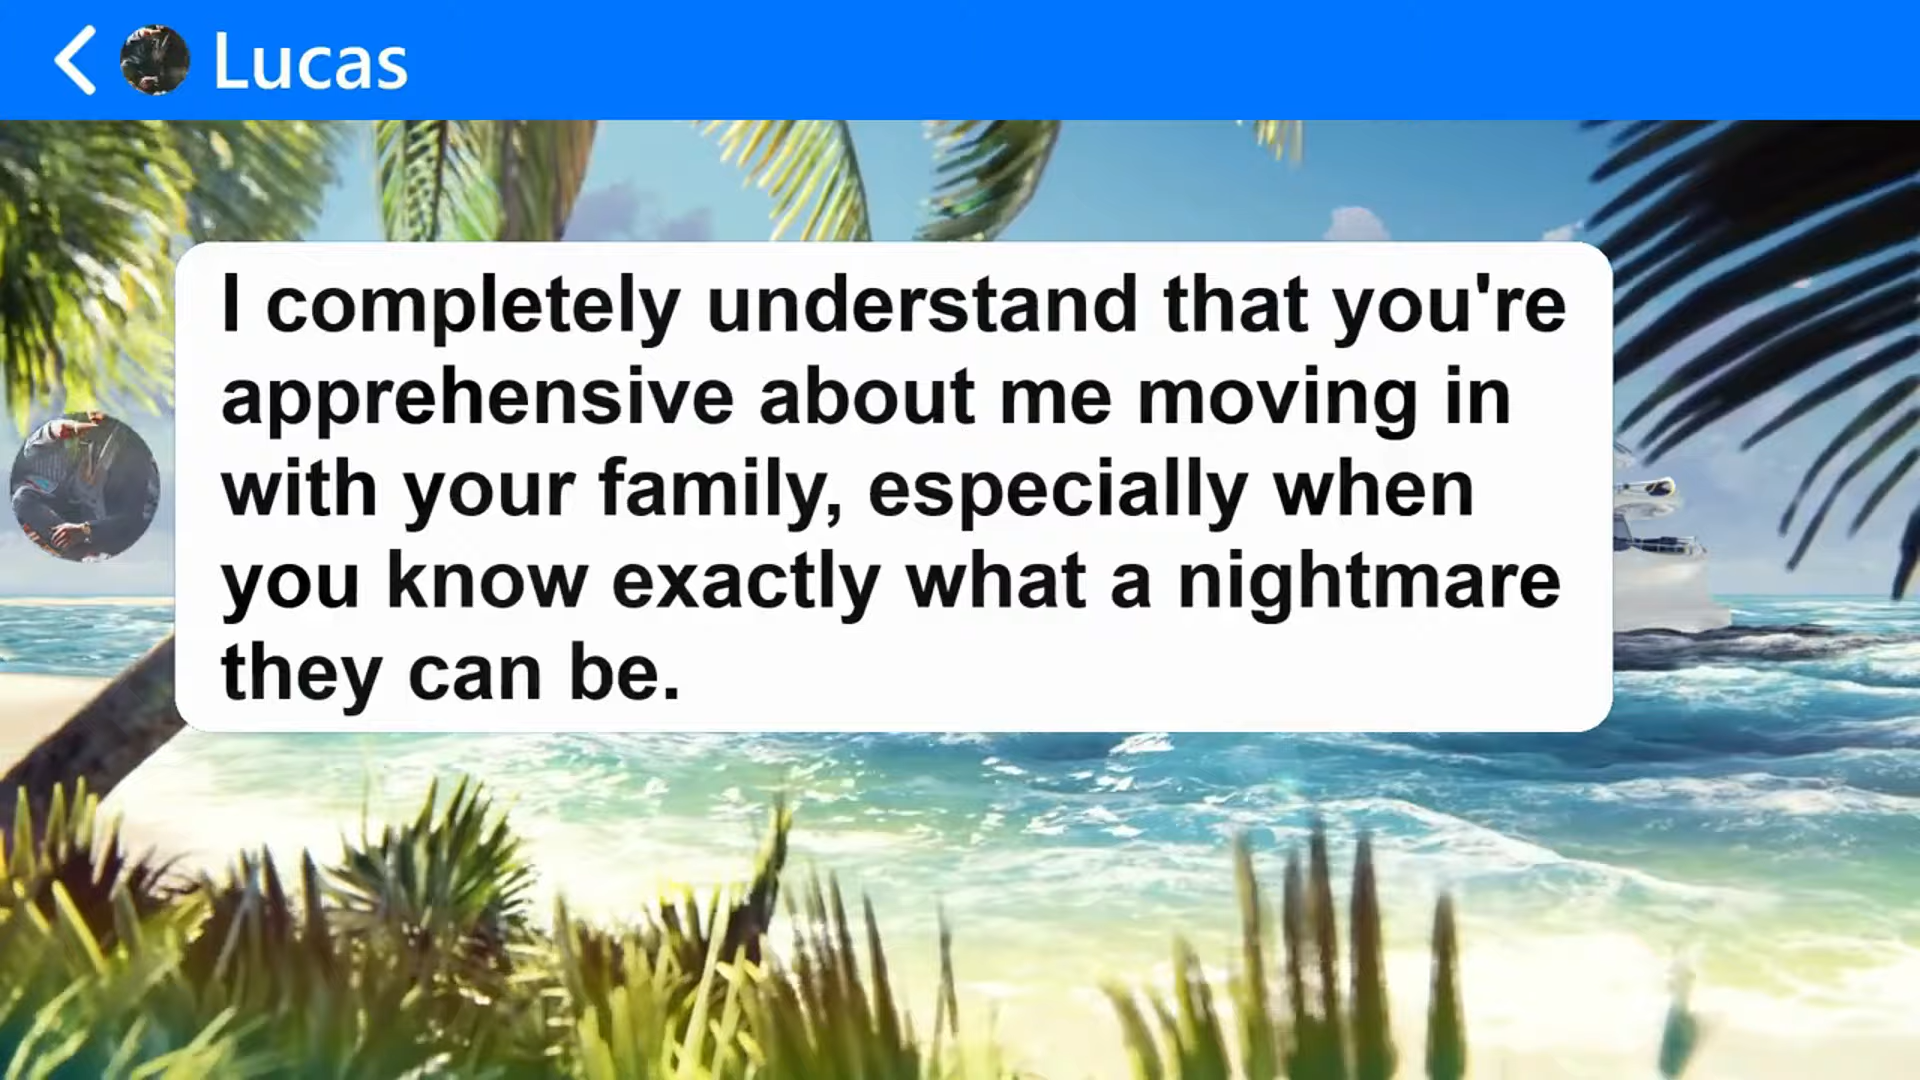 Lucas
I completely understand that you're
apprehensive about me moving in
with your family, especially when
you know exactly what a nightmare
they can be.